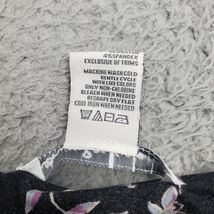 4%SPANDEX
EXCLUSIVE OF TRIMS
MACHINE WASH COLD
GENTLE CYCLE
WITH LIKE COLORS
ONLY NON-CHLORINE
BLEACH WHEN NEEDED
RESHAPE DRY FLAT
COOL IRON WHEN NEEDED